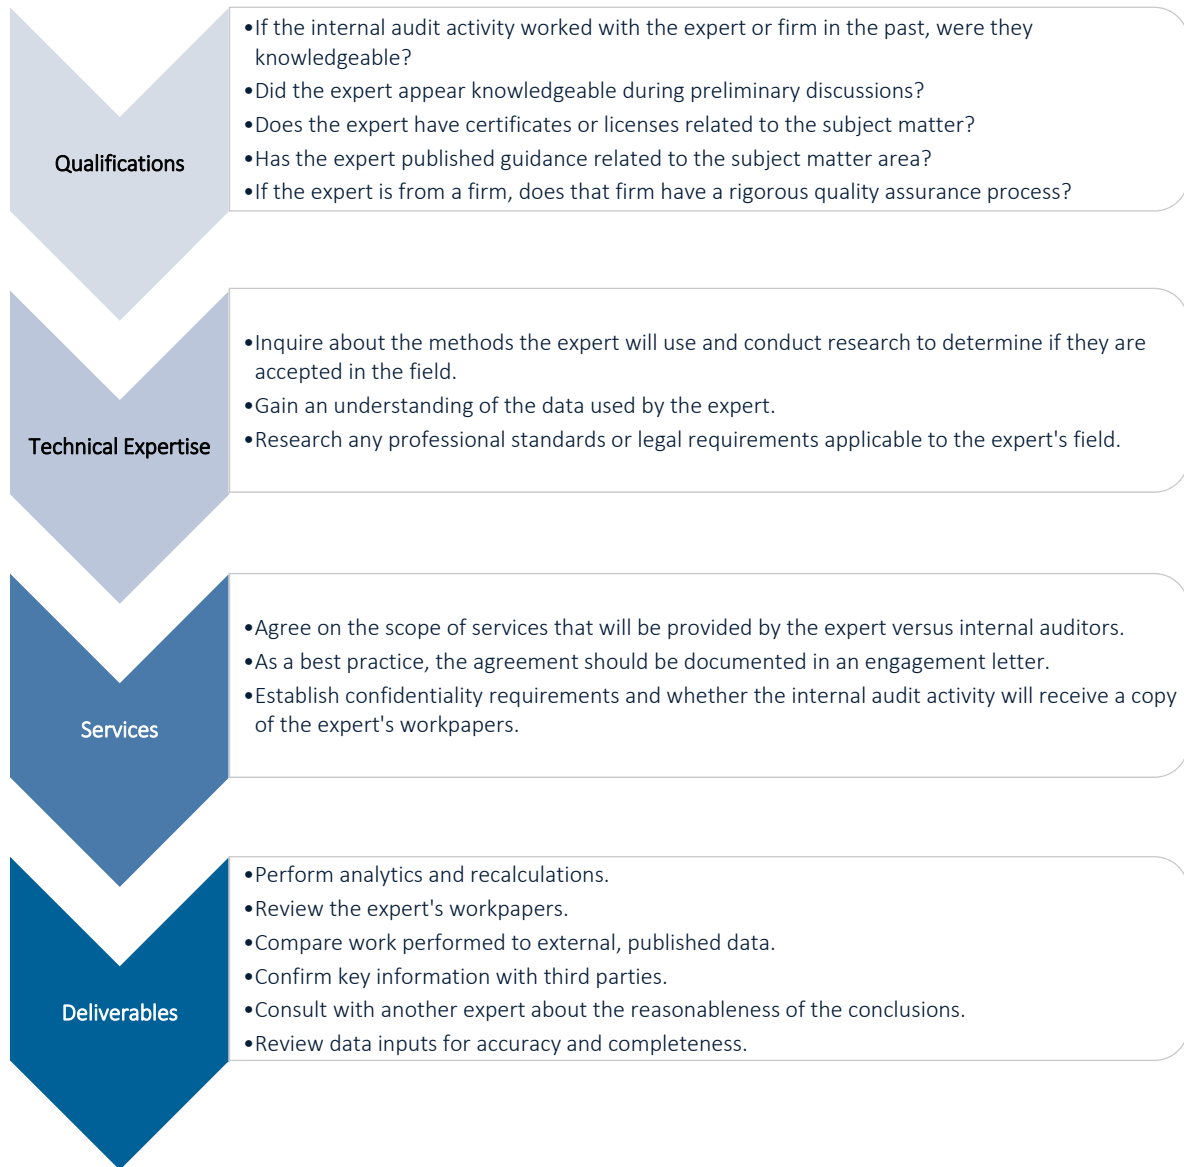 Qualifications
•If the internal audit activity worked with the expert or firm in the past, were they
knowledgeable?
•Did the expert appear knowledgeable during preliminary discussions?
•Does the expert have certificates or licenses related to the subject matter?
•Has the expert published guidance related to the subject matter area?
•If the expert is from a firm, does that firm have a rigorous quality assurance process?
Technical Expertise
•Inquire about the methods the expert will use and conduct research to determine if they are
accepted in the field.
•Gain an understanding of the data used by the expert.
•Research any professional standards or legal requirements applicable to the expert's field.
Services
•Agree on the scope of services that will be provided by the expert versus internal auditors.
•As a best practice, the agreement should be documented in an engagement letter.
•Establish confidentiality requirements and whether the internal audit activity will receive a copy
of the expert's workpapers.
Deliverables
•Perform analytics and recalculations.
•Review the expert's workpapers.
•Compare work performed to external, published data.
•Confirm key information with third parties.
•Consult with another expert about the reasonableness of the conclusions.
•Review data inputs for accuracy and completeness.